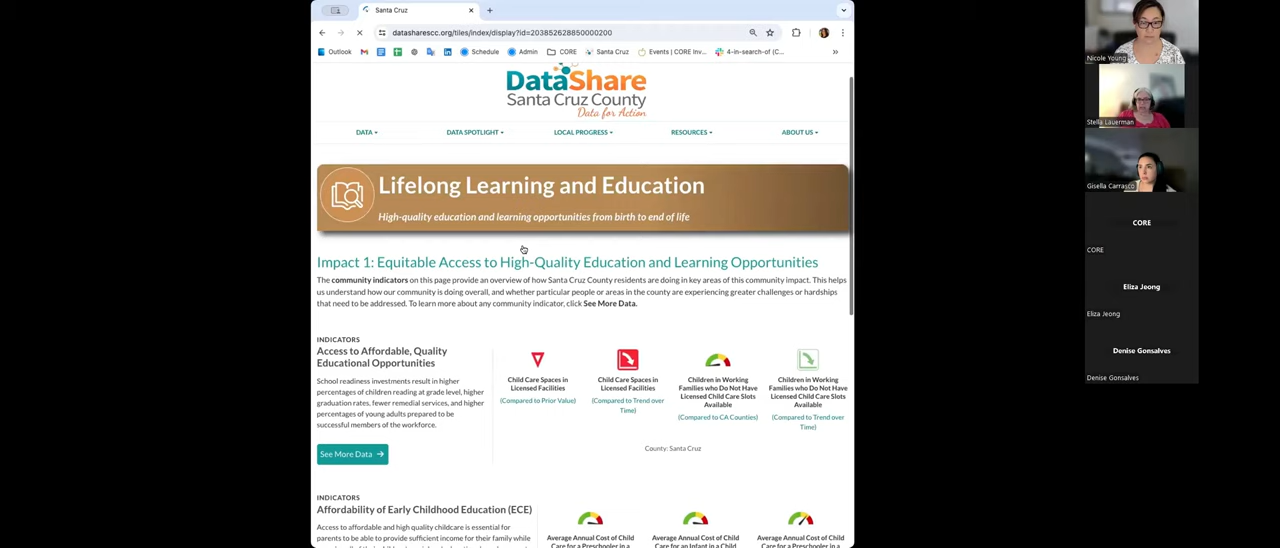 Santa Cruz
datasharescc.org/tiles/index/display?id=203852628850000200
Outlook
Schedule
Admin
CORE
Santa Cruz
Events | CORE Inv...
4-in-search-of (C...
DataShare
Santa Cruz County
Data for Action
DATA
DATA SPOTLIGHT
LOCAL PROGRESS
RESOURCES
ABOUT US
Lifelong Learning and Education
High-quality education and learning opportunities from birth to end of life
Impact 1: Equitable Access to High-Quality Education and Learning Opportunities
The community indicators on this page provide an overview of how Santa Cruz County residents are doing in key areas of this community impact. This helps
us understand how our community is doing overall, and whether particular people or areas in the county are experiencing greater challenges or hardships
that need to be addressed. To learn more about any community indicator, click See More Data.
INDICATORS
Access to Affordable, Quality
Educational Opportunities
School readiness investments result in higher
percentages of children reading at grade level, higher
graduation rates, fewer remedial services, and higher
percentages of young adults prepared to be
successful members of the workforce.
See More Data
Child Care Spaces in
Licensed Facilities
(Compared to Prior Value)
Child Care Spaces in
Licensed Facilities
(Compared to Trend over
Time)
Children in Working
Families who Do Not Have
Licensed Child Care Slots
Available
(Compared to CA Counties)
Children in Working
Families who Do Not Have
Licensed Child Care Slots
Available
(Compared to Trend over
Time)
County: Santa Cruz
INDICATORS
Affordability of Early Childhood Education (ECE)
Access to affordable and high quality childcare is essential for
parents to be able to provide sufficient income for their family while
Average Annual Cost of Child
Care for a Preschooler in a
Average Annual Cost of Child
Care for an Infant in a Child
Average Annual Cost of Child
Care for a Preschooler in a
Nicole Young
Stella Lauerman
Gisella Carrasco
CORE
CORE
Eliza Jeong
Eliza Jeong
Denise Gonsalves
Denise Gonsalves